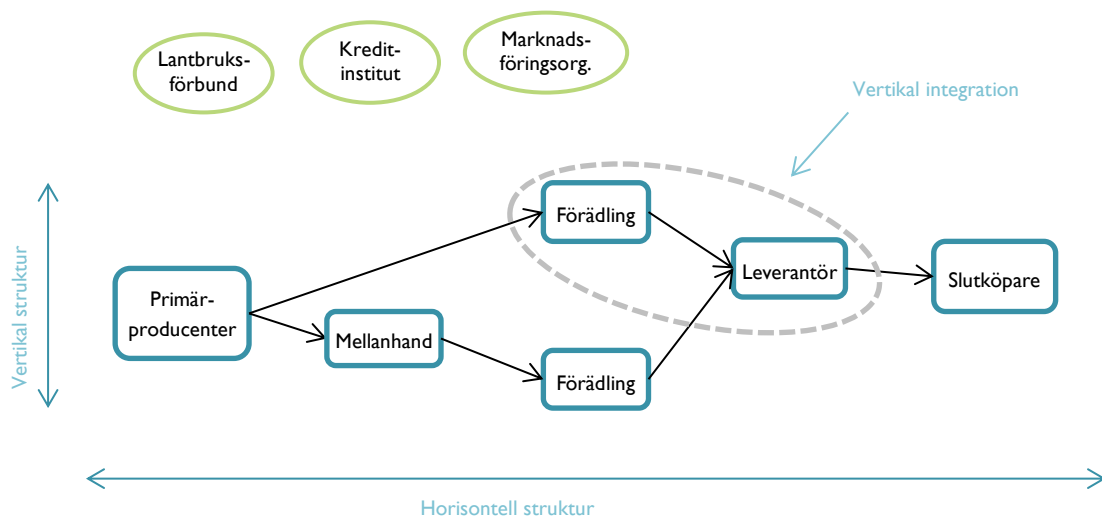 Lantbruks-
förbund
Kredit-
institut
Marknads-
föringsorg.
Vertikal integration
Vertikal struktur
Primär-
producenter
Mellanhand
Förädling
Förädling
Leverantör
Slutköpare
Horisontell struktur